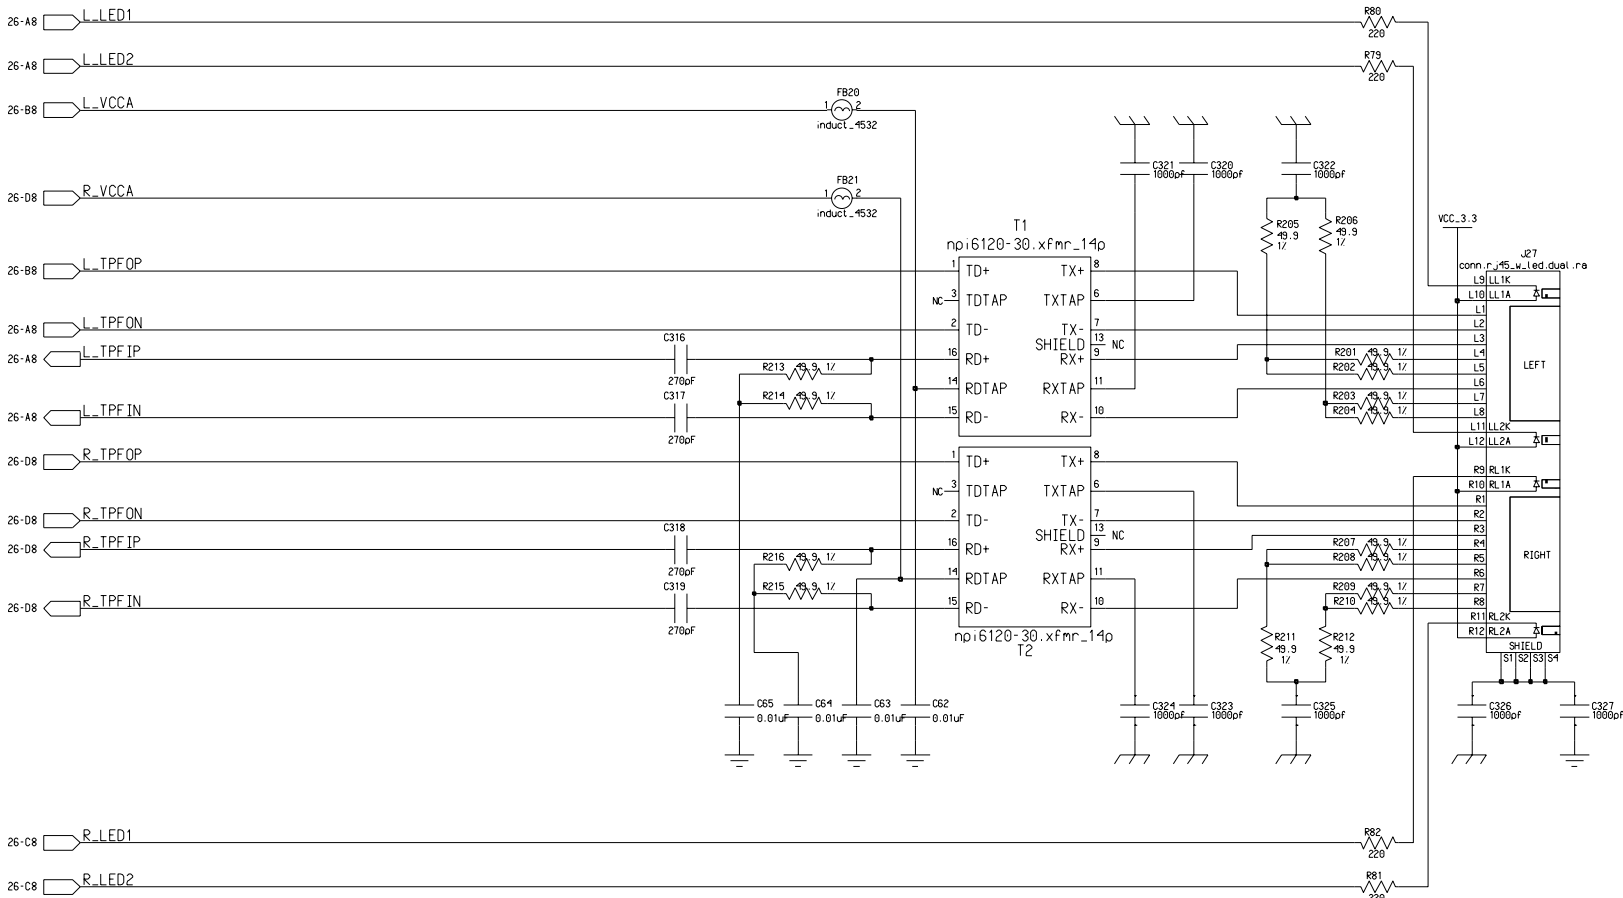 26-A8 L_LED1
R80
220
26-A8 L_LED2
R79
220
26-B8 L_VCCA
FB20
1 2
induct_4532
26-D8 R_VCCA
FB21
1 2
induct_4532
C321
1000pf
C320
1000pf
C322
1000pf
R205
49.9
1%
R206
49.9
1%
VCC_3.3
J27
conn.rj45_w_led.dual.ra
T1
npi6120-30.xfmr_14p
26-B8 L_TPFOP
1 TD+ TX+ 8
NC 3 TDTAP TXTAP 6
26-A8 L_TPFON
2 TD- TX- 7
SHIELD 13 NC
26-A8 L_TPFIP
C316
270pF
16 RD+ RX+ 9
R213 49.9 1%
14 RDTAP RXTAP 11
R214 49.9 1%
26-A8 L_TPFIN
C317
270pF
15 RD- RX- 10
L9 LL1K
L10 LL1A
L1
L2
L3
L4
L5
L6
L7
L8
LEFT
R201 49.9 1%
R202 49.9 1%
R203 49.9 1%
R204 49.9 1%
L11 LL2K
L12 LL2A
26-D8 R_TPFOP
1 TD+ TX+ 8
NC 3 TDTAP TXTAP 6
26-D8 R_TPFON
2 TD- TX- 7
SHIELD 13 NC
26-D8 R_TPFIP
C318
270pF
16 RD+ RX+ 9
R216 49.9 1%
14 RDTAP RXTAP 11
R215 49.9 1%
26-D8 R_TPFIN
C319
270pF
15 RD- RX- 10
npi6120-30.xfmr_14p
T2
R9 RL1K
R10 RL1A
R1
R2
R3
R4
R5
R6
R7
R8
RIGHT
R207 49.9 1%
R208 49.9 1%
R209 49.9 1%
R210 49.9 1%
R11 RL2K
R12 RL2A
SHIELD
S1 S2 S3 S4
R211
49.9
1%
R212
49.9
1%
C65
0.01uF
C64
0.01uF
C63
0.01uF
C62
0.01uF
C324
1000pf
C323
1000pf
C325
1000pf
C326
1000pf
C327
1000pf
26-C8 R_LED1
R82
220
26-C8 R_LED2
R81
220